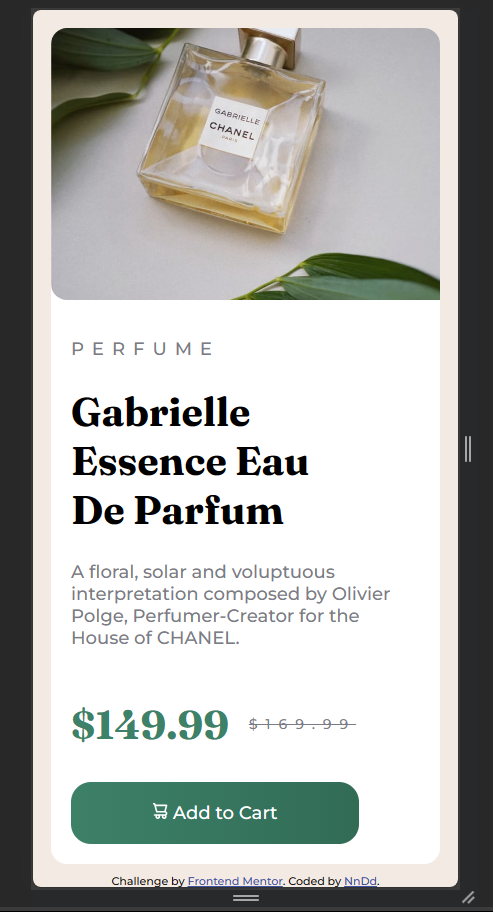 GABRIELLE
CHANEL
PARIS
PERFUME
Gabrielle
Essence Eau
De Parfum
A floral, solar and voluptuous
interpretation composed by Olivier
Polge, Perfumer-Creator for the
House of CHANEL.
$149.99 $169.99
Add to Cart
Challenge by Frontend Mentor. Coded by NnDd.